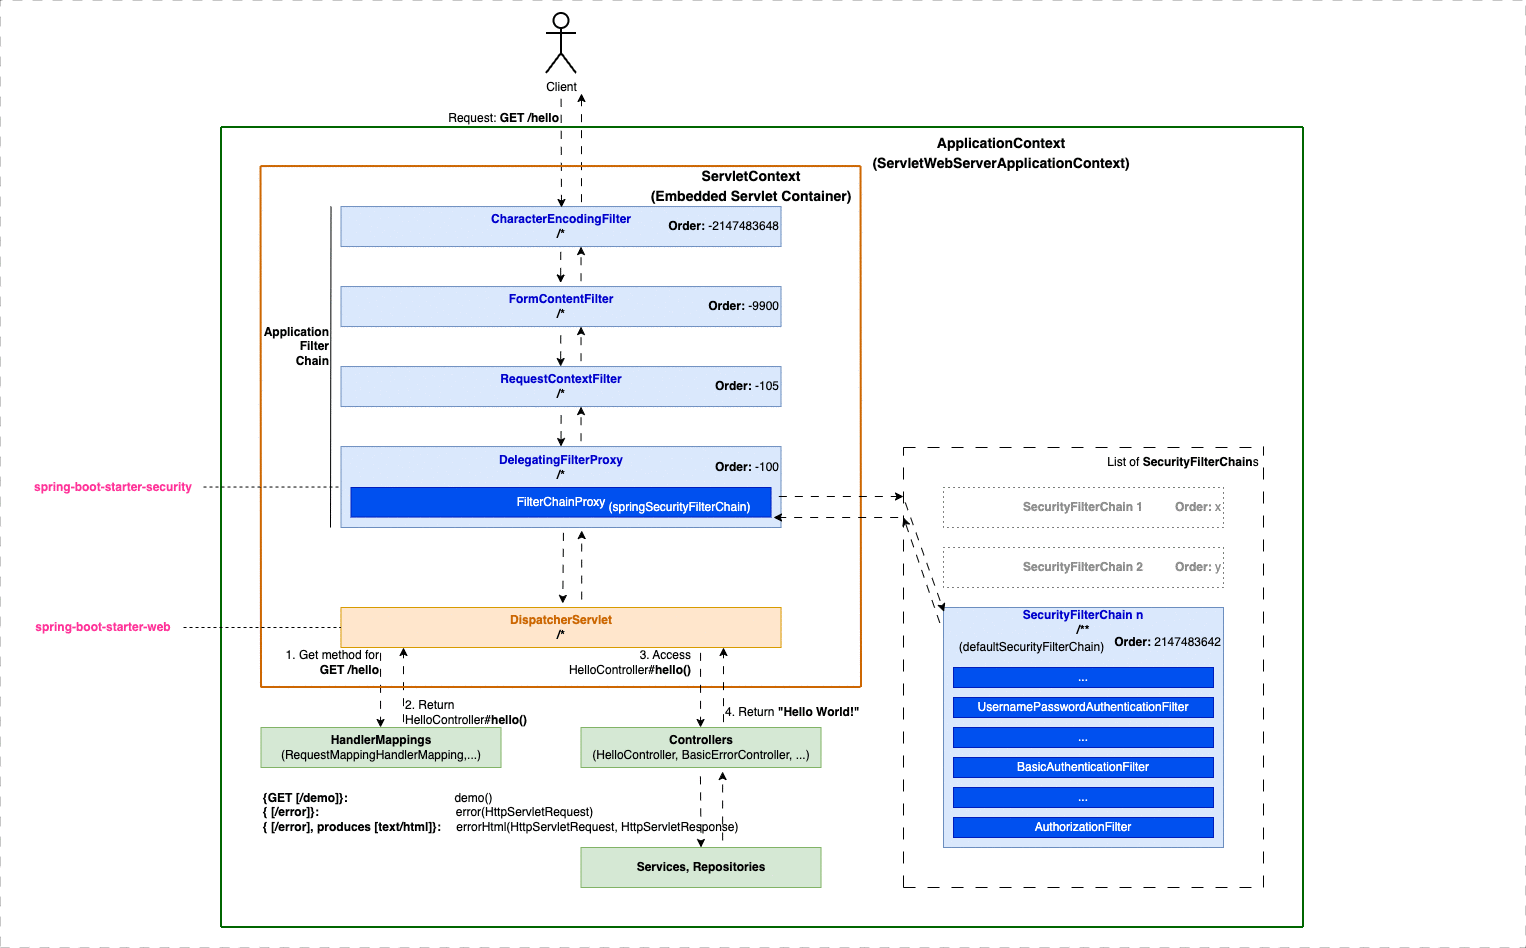 Client
Request: GET /hello
ApplicationContext
(ServletWebServerApplicationContext)
ServletContext
(Embedded Servlet Container)
CharacterEncodingFilter
/*
Order: -2147483648
FormContentFilter
/*
Order: -9900
Application
Filter
Chain
RequestContextFilter
/*
Order: -105
DelegatingFilterProxy
/*
Order: -100
FilterChainProxy (springSecurityFilterChain)
spring-boot-starter-security
List of SecurityFilterChains
SecurityFilterChain 1 Order: x
SecurityFilterChain 2 Order: y
SecurityFilterChain n
/**
(defaultSecurityFilterChain) Order: 2147483642
...
UsernamePasswordAuthenticationFilter
...
BasicAuthenticationFilter
...
AuthorizationFilter
spring-boot-starter-web
DispatcherServlet
/*
1. Get method for
GET /hello
2. Return
HelloController#hello()
3. Access
HelloController#hello()
4. Return "Hello World!"
HandlerMappings
(RequestMappingHandlerMapping,...)
Controllers
(HelloController, BasicErrorController, ...)
{GET [/demo]}: demo()
{ [/error]}: error(HttpServletRequest)
{ [/error], produces [text/html]}: errorHtml(HttpServletRequest, HttpServletResponse)
Services, Repositories